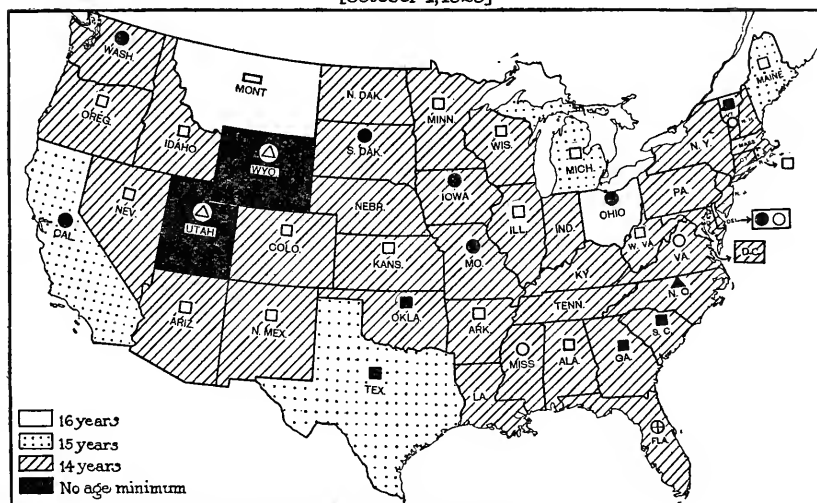 WASH.
MONT
N. DAK.
MINN.
MAINE
OREG.
IDAHO
S. DAK.
WIS.
MICH.
N. Y.
WYO
IOWA
NEBR.
PA.
N. J.
NEV.
UTAH
COLO.
KANS.
MO.
ILL.
IND.
OHIO
W. VA.
VA.
DEL.
D.C.
CAL.
KY.
N. C.
TENN.
ARIZ.
N. MEX.
OKLA.
ARK.
S. C.
TEX.
LA.
MISS.
ALA.
GA.
FLA.
16 years
15 years
14 years
No age minimum